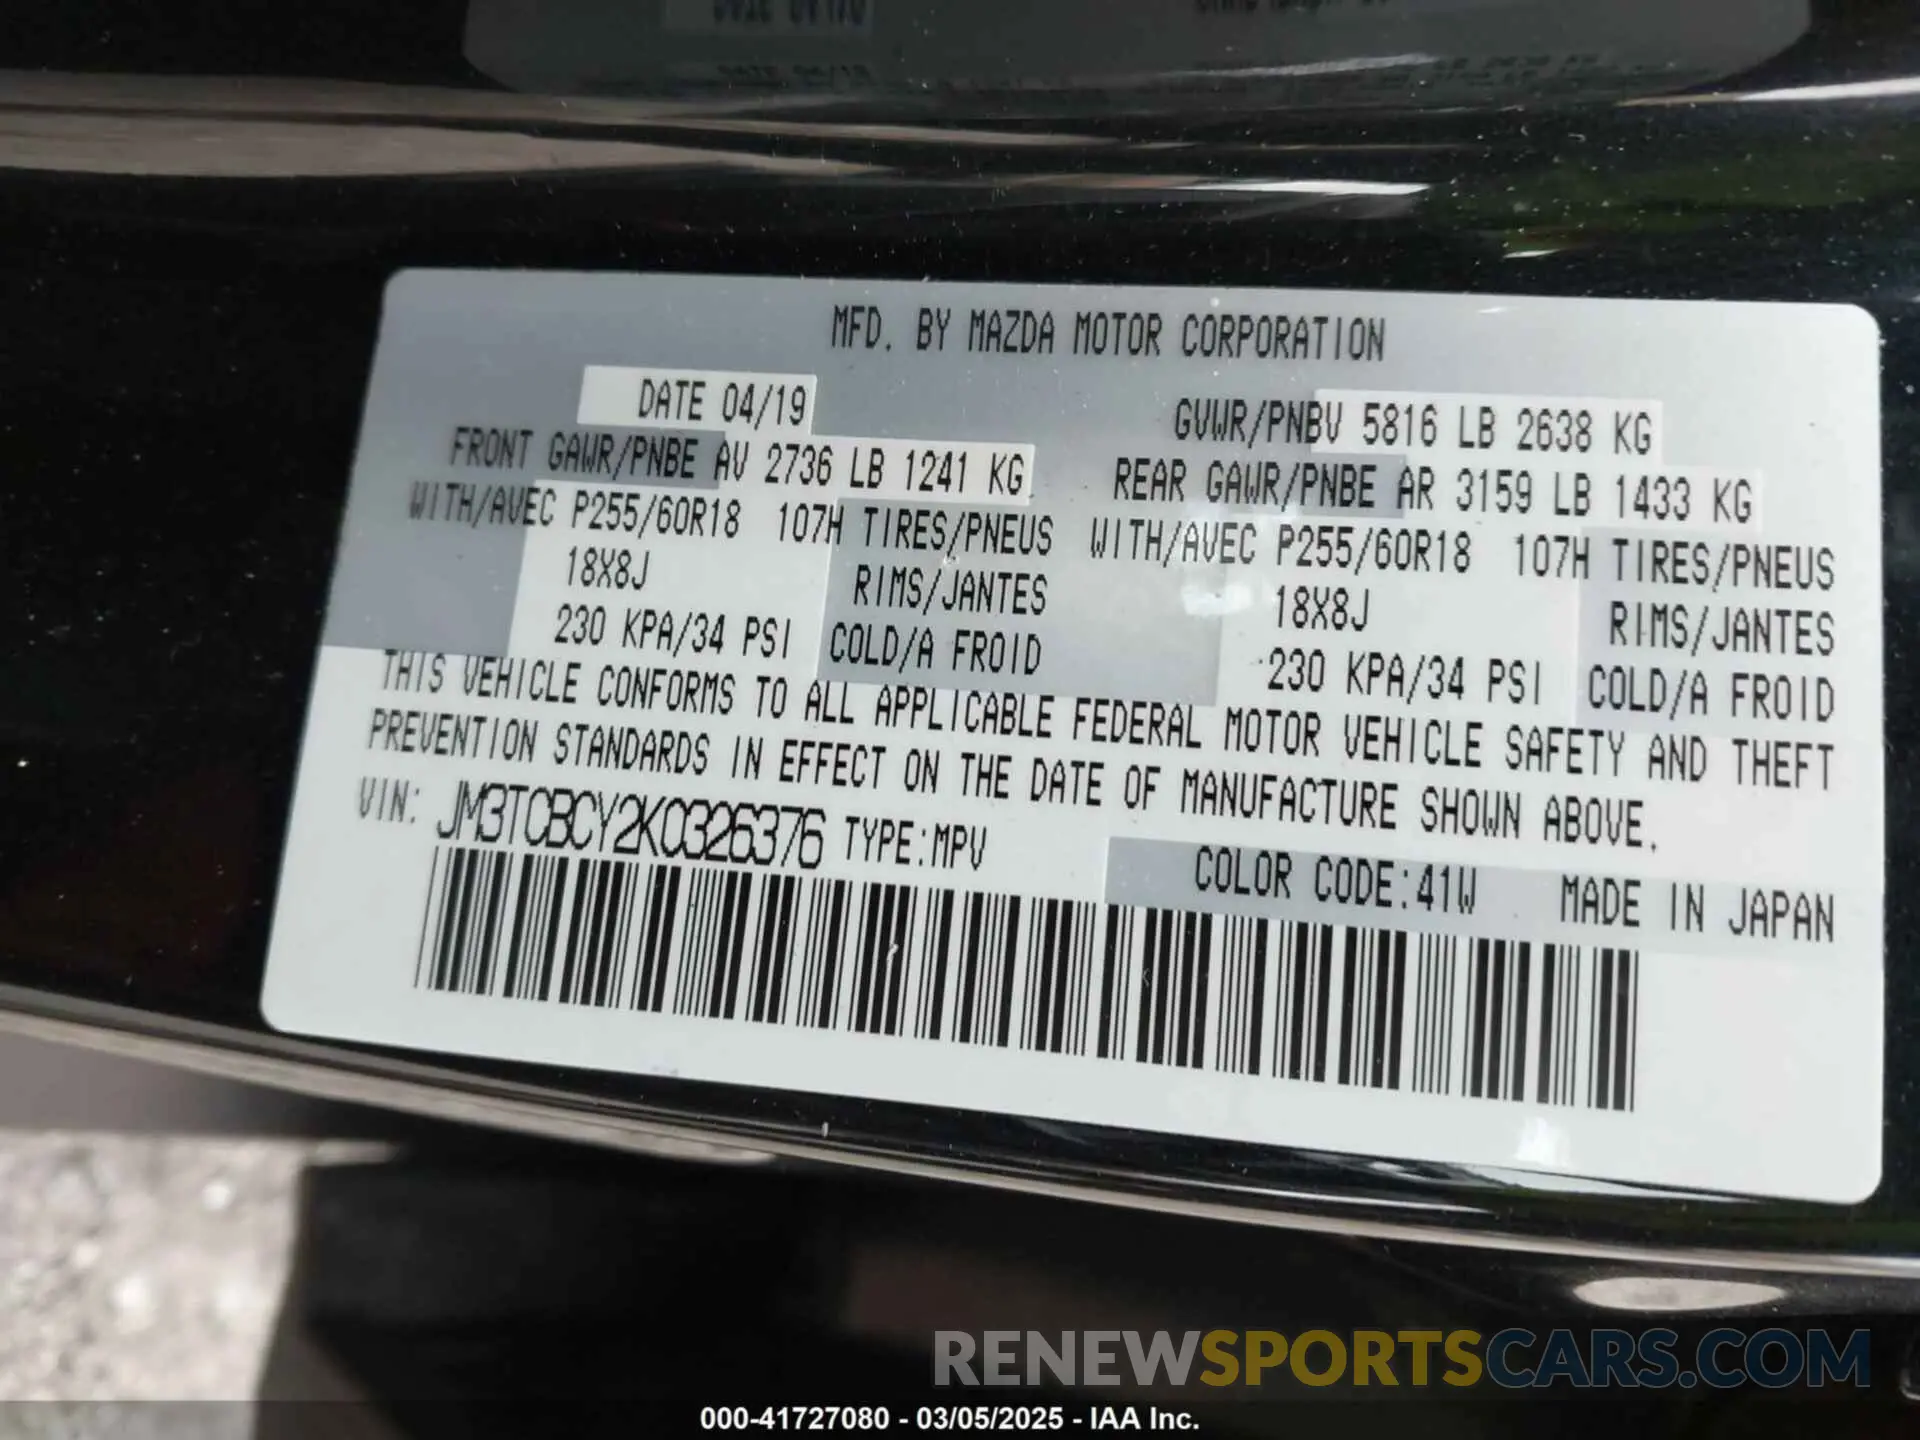 MFD. BY MAZDA MOTOR CORPORATION
DATE 04/19 GVWR/PNBV 5816 LB 2638 KG
FRONT GAWR/PNBE AV 2736 LB 1241 KG REAR GAWR/PNBE AR 3159 LB 1433 KG
WITH/AVEC P255/60R18 107H TIRES/PNEUS WITH/AVEC P255/60R18 107H TIRES/PNEUS
18X8J RIMS/JANTES 18X8J RIMS/JANTES
230 KPA/34 PSI COLD/A FROID 230 KPA/34 PSI COLD/A FROID
THIS VEHICLE CONFORMS TO ALL APPLICABLE FEDERAL MOTOR VEHICLE SAFETY AND THEFT
PREVENTION STANDARDS IN EFFECT ON THE DATE OF MANUFACTURE SHOWN ABOVE.
VIN: JM3TCBCY2K0326376 TYPE:MPV
COLOR CODE:41W MADE IN JAPAN
RENEWSPORTSCARS.COM
000-41727080 - 03/05/2025 - IAA Inc.